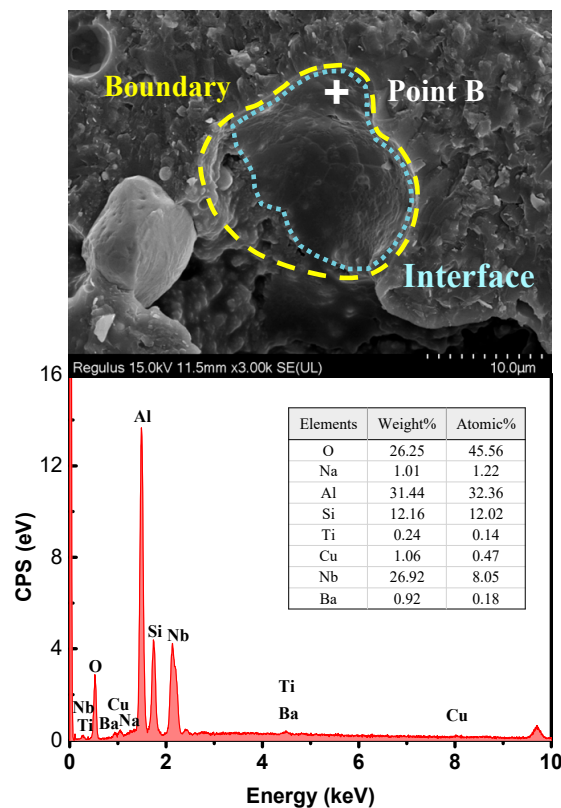 Boundary
Point B
Interface
Regulus 15.0kV 11.5mm x3.00k SE(UL)
10.0µm
16
12
8
4
0
CPS (eV)
Al
Si
Nb
O
Nb
Ti
Cu
Ba
Na
Ti
Ba
Cu
Elements Weight% Atomic%
O 26.25 45.56
Na 1.01 1.22
Al 31.44 32.36
Si 12.16 12.02
Ti 0.24 0.14
Cu 1.06 0.47
Nb 26.92 8.05
Ba 0.92 0.18
0 2 4 6 8 10
Energy (keV)